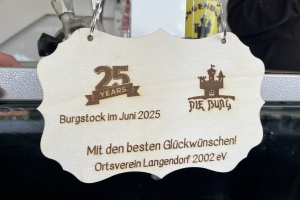 25
YEARS
DIE BURG
Burgstock im Juni 2025
Mit den besten Glückwünschen!
Ortsverein Langendorf 2002 eV